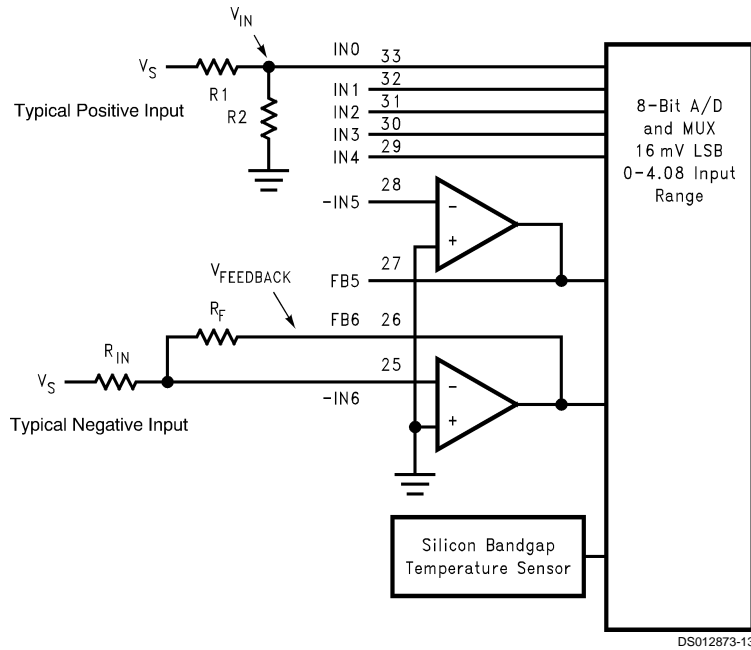 V_IN
V_S
R1
R2
Typical Positive Input
IN0 33
IN1 32
IN2 31
IN3 30
IN4 29
-IN5 28
FB5 27
FB6 26
25
-IN6
-
+
-
+
V_FEEDBACK
R_F
R_IN
V_S
Typical Negative Input
8-Bit A/D
and MUX
16 mV LSB
0-4.08 Input
Range
Silicon Bandgap
Temperature Sensor
DS012873-13